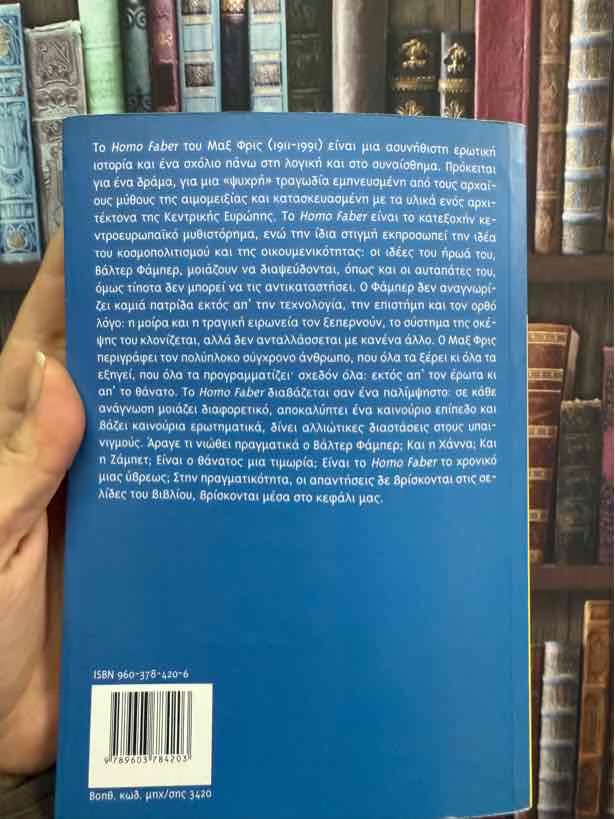 Το Homo Faber του Μαξ Φρις (1911-1991) είναι μια ασυνήθιστη ερωτική
ιστορία και ένα σχόλιο πάνω στη λογική και στο συναίσθημα. Πρόκειται
για ένα δράμα, για μια «ψυχρή» τραγωδία εμπνευσμένη από τους αρχαί-
ους μύθους της αιμομειξίας και κατασκευασμένη με τα υλικά ενός αρχι-
τέκτονα της Κεντρικής Ευρώπης. Το Homo Faber είναι το κατεξοχήν κε-
ντροευρωπαϊκό μυθιστόρημα, ενώ την ίδια στιγμή εκπροσωπεί την ιδέα
του κοσμοπολιτισμού και της οικουμενικότητας: οι ιδέες του ήρωά του,
Βάλτερ Φάμπερ, μοιάζουν να διαψεύδονται, όπως και οι αυταπάτες του,
όμως τίποτα δεν μπορεί να τις αντικαταστήσει. Ο Φάμπερ δεν αναγνωρί-
ζει καμιά πατρίδα εκτός απ' την τεχνολογία, την επιστήμη και τον ορθό
λόγο: η μοίρα και η τραγική ειρωνεία τον ξεπερνούν, το σύστημα της σκέ-
ψης του κλονίζεται, αλλά δεν ανταλλάσσεται με κανένα άλλο. Ο Μαξ Φρις
περιγράφει τον πολύπλοκο σύγχρονο άνθρωπο, που όλα τα ξέρει κι όλα τα
εξηγεί, που όλα τα προγραμματίζει· σχεδόν όλα: εκτός απ' τον έρωτα κι
απ' το θάνατο. Το Homo Faber διαβάζεται σαν ένα παλίμψηστο: σε κάθε
ανάγνωση μοιάζει διαφορετικό, αποκαλύπτει ένα καινούριο επίπεδο και
βάζει καινούρια ερωτηματικά, δίνει αλλιώτικες διαστάσεις στους υπαι-
νιγμούς. Άραγε τι νιώθει πραγματικά ο Βάλτερ Φάμπερ; Και η Χάννα; Και
η Ζάμπετ; Είναι ο θάνατος μια τιμωρία; Είναι το Homo Faber το χρονικό
μιας ύβρεως; Στην πραγματικότητα, οι απαντήσεις δε βρίσκονται στις σε-
λίδες του βιβλίου, βρίσκονται μέσα στο κεφάλι μας.
ISBN 960-378-420-6
9 789603 784203
Βοηθ. κωδ. μηχ/σης 3420